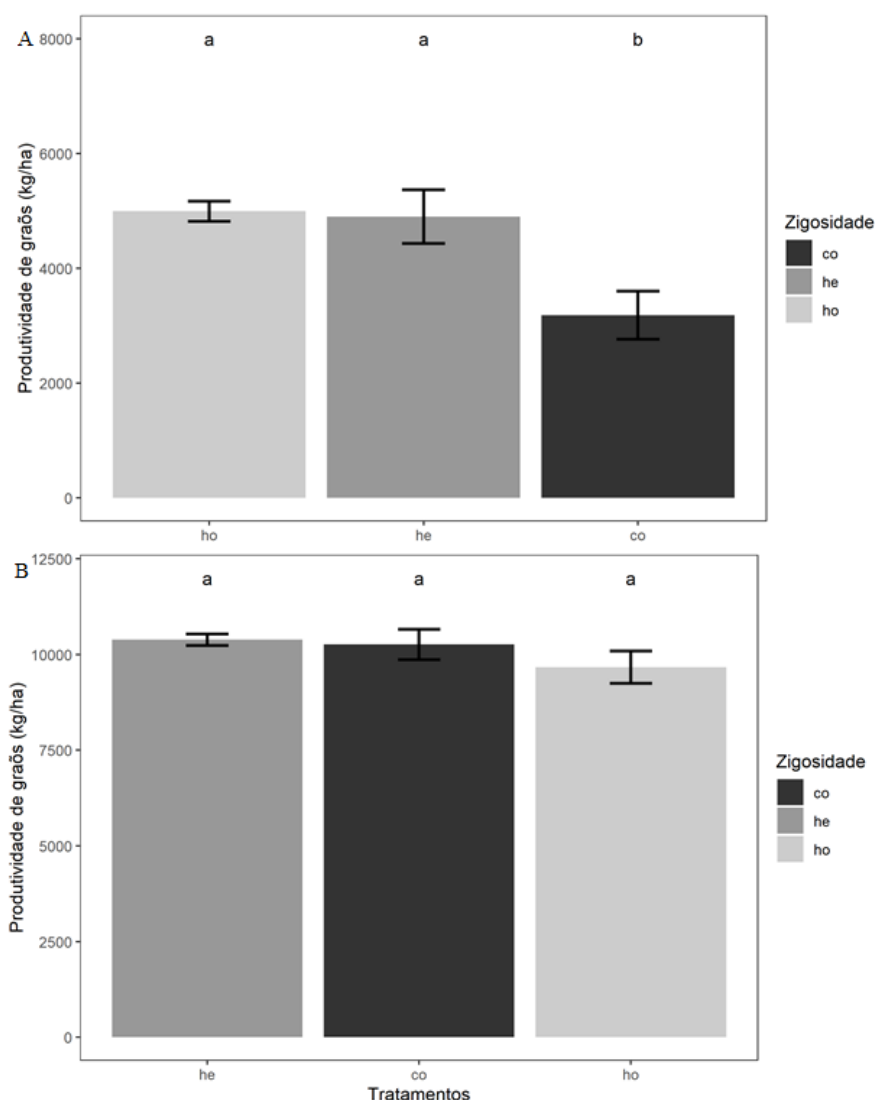 A
8000
a
a
b
6000
4000
2000
0
Produtividade de graõs (kg/ha)
ho
he
co
Zigosidade
co
he
ho
B
12500
a
a
a
10000
7500
5000
2500
0
Produtividade de graõs (kg/ha)
he
co
ho
Tratamentos
Zigosidade
co
he
ho